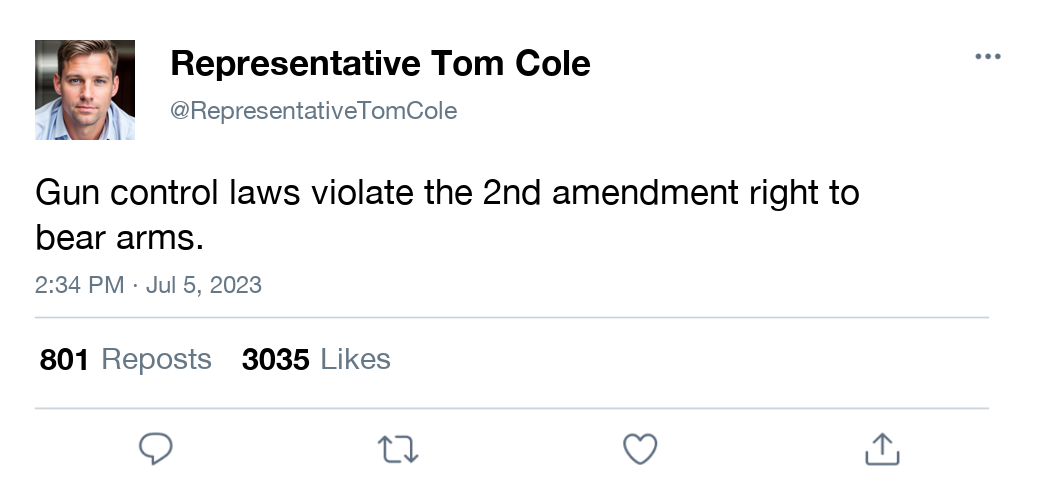 Representative Tom Cole
@RepresentativeTomCole
Gun control laws violate the 2nd amendment right to
bear arms.
2:34 PM · Jul 5, 2023
801 Reposts 3035 Likes